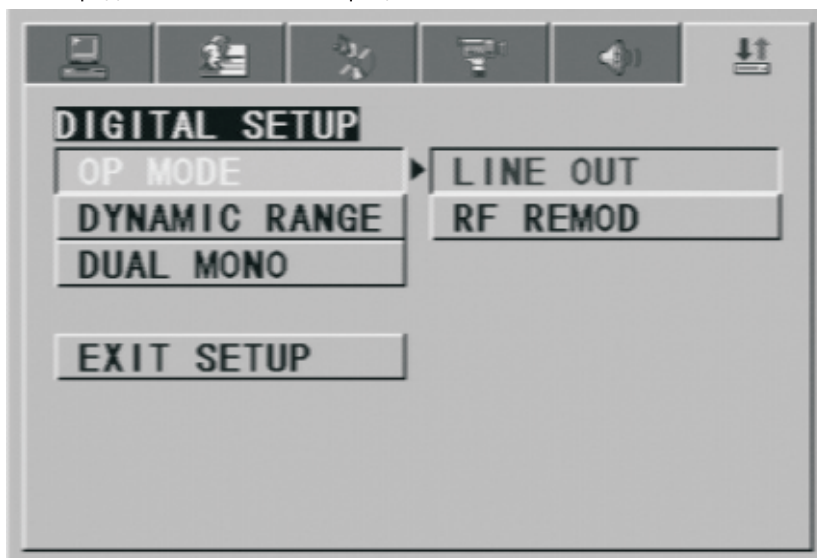 DIGITAL SETUP
OP MODE LINE OUT
DYNAMIC RANGE RF REMOD
DUAL MONO
EXIT SETUP